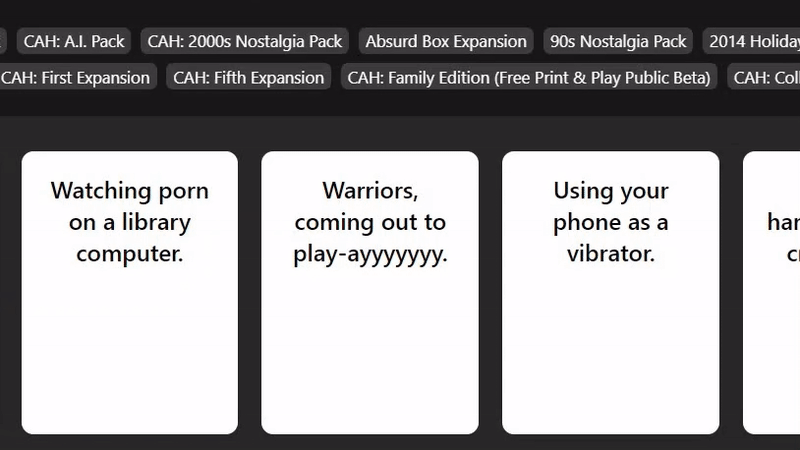 CAH: A.I. Pack CAH: 2000s Nostalgia Pack Absurd Box Expansion 90s Nostalgia Pack 2014 Holiday
CAH: First Expansion CAH: Fifth Expansion CAH: Family Edition (Free Print & Play Public Beta) CAH: Coll
Watching porn
on a library
computer.
Warriors,
coming out to
play-ayyyyyyy.
Using your
phone as a
vibrator.